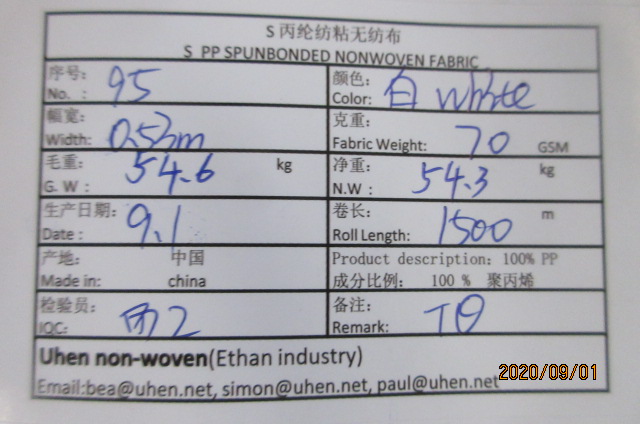 S 丙纶纺粘无纺布
S PP SPUNBONDED NONWOVEN FABRIC
序号: 95 颜色: 白 white
No. : Color:
幅宽: 0.53m 克重: 70
Width: Fabric Weight: GSM
毛重: 54.6 kg 净重: 54.3 kg
G. W : N.W :
生产日期: 9.1 卷长: 1500 m
Date : Roll Length:
产地: 中国 Product description: 100% PP
Made in: china 成分比例: 100 % 聚丙烯
检验员: 备注:
IQC: Remark:
Uhen non-woven(Ethan industry)
Email:bea@uhen.net, simon@uhen.net, paul@uhen.net
2020/09/01